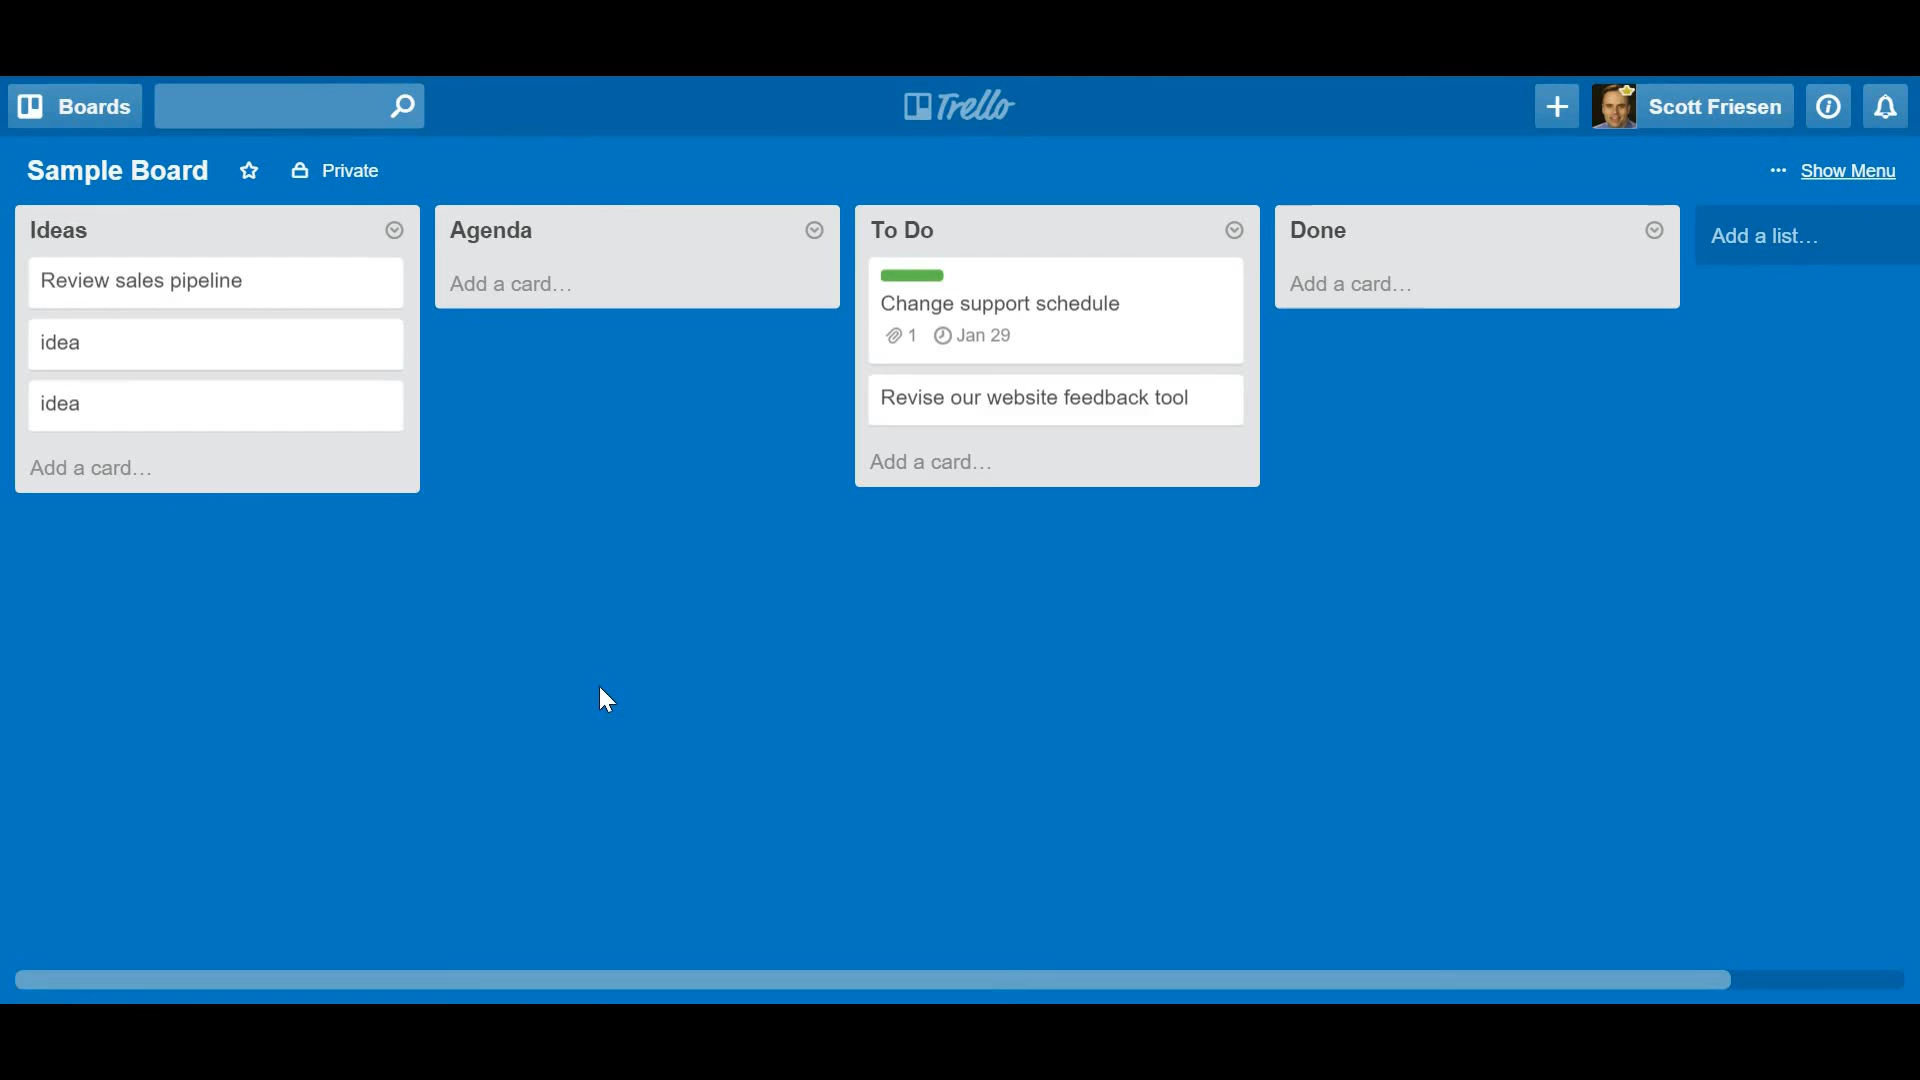 Boards
Trello
Scott Friesen
Sample Board
Private
... Show Menu
Ideas
Review sales pipeline
idea
idea
Add a card...
Agenda
Add a card...
To Do
Change support schedule
1 Jan 29
Revise our website feedback tool
Add a card...
Done
Add a card...
Add a list...